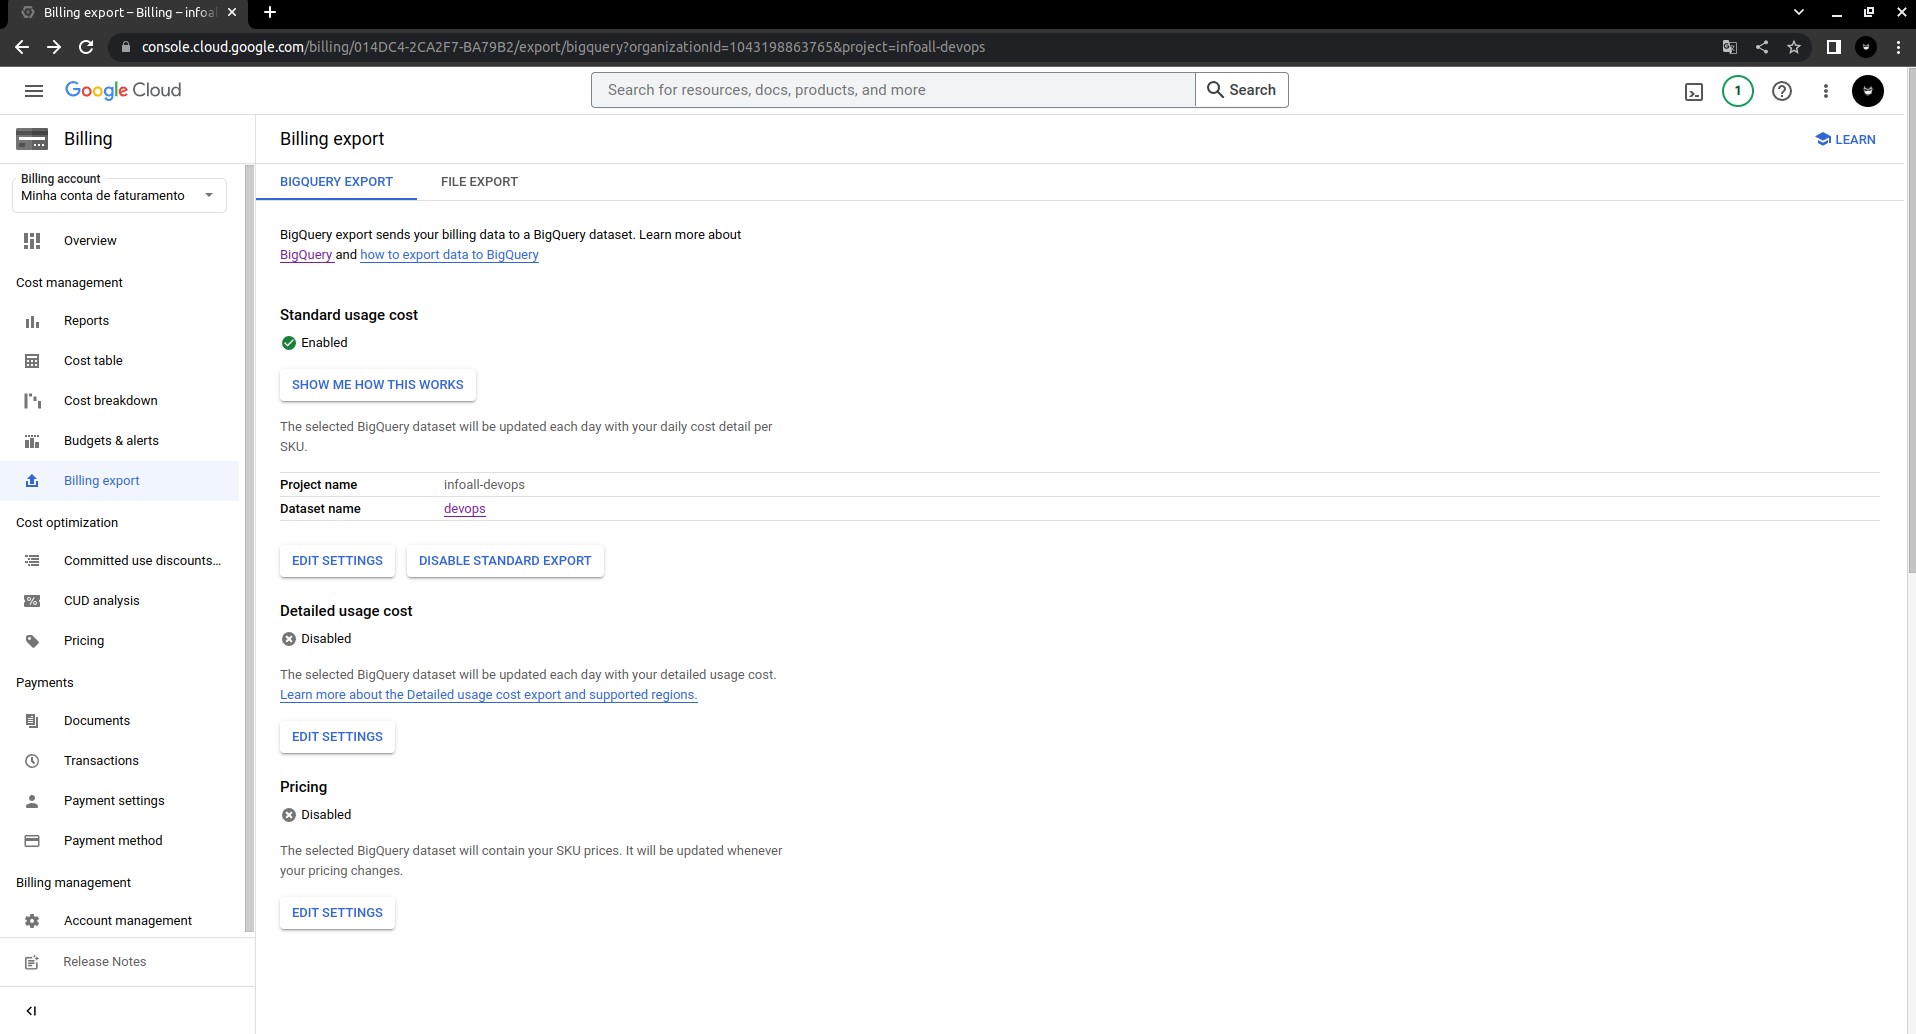 Billing export – Billing – infoal
console.cloud.google.com/billing/014DC4-2CA2F7-BA79B2/export/bigquery?organizationId=1043198863765&project=infoall-devops
Google Cloud
Search for resources, docs, products, and more
Search
1
Billing
Billing export
LEARN
Billing account
Minha conta de faturamento
Overview
Cost management
Reports
Cost table
Cost breakdown
Budgets & alerts
Billing export
Cost optimization
Committed use discounts...
CUD analysis
Pricing
Payments
Documents
Transactions
Payment settings
Payment method
Billing management
Account management
Release Notes
BIGQUERY EXPORT
FILE EXPORT
BigQuery export sends your billing data to a BigQuery dataset. Learn more about
BigQuery and how to export data to BigQuery
Standard usage cost
Enabled
SHOW ME HOW THIS WORKS
The selected BigQuery dataset will be updated each day with your daily cost detail per
SKU.
Project name infoall-devops
Dataset name devops
EDIT SETTINGS
DISABLE STANDARD EXPORT
Detailed usage cost
Disabled
The selected BigQuery dataset will be updated each day with your detailed usage cost.
Learn more about the Detailed usage cost export and supported regions.
EDIT SETTINGS
Pricing
Disabled
The selected BigQuery dataset will contain your SKU prices. It will be updated whenever
your pricing changes.
EDIT SETTINGS